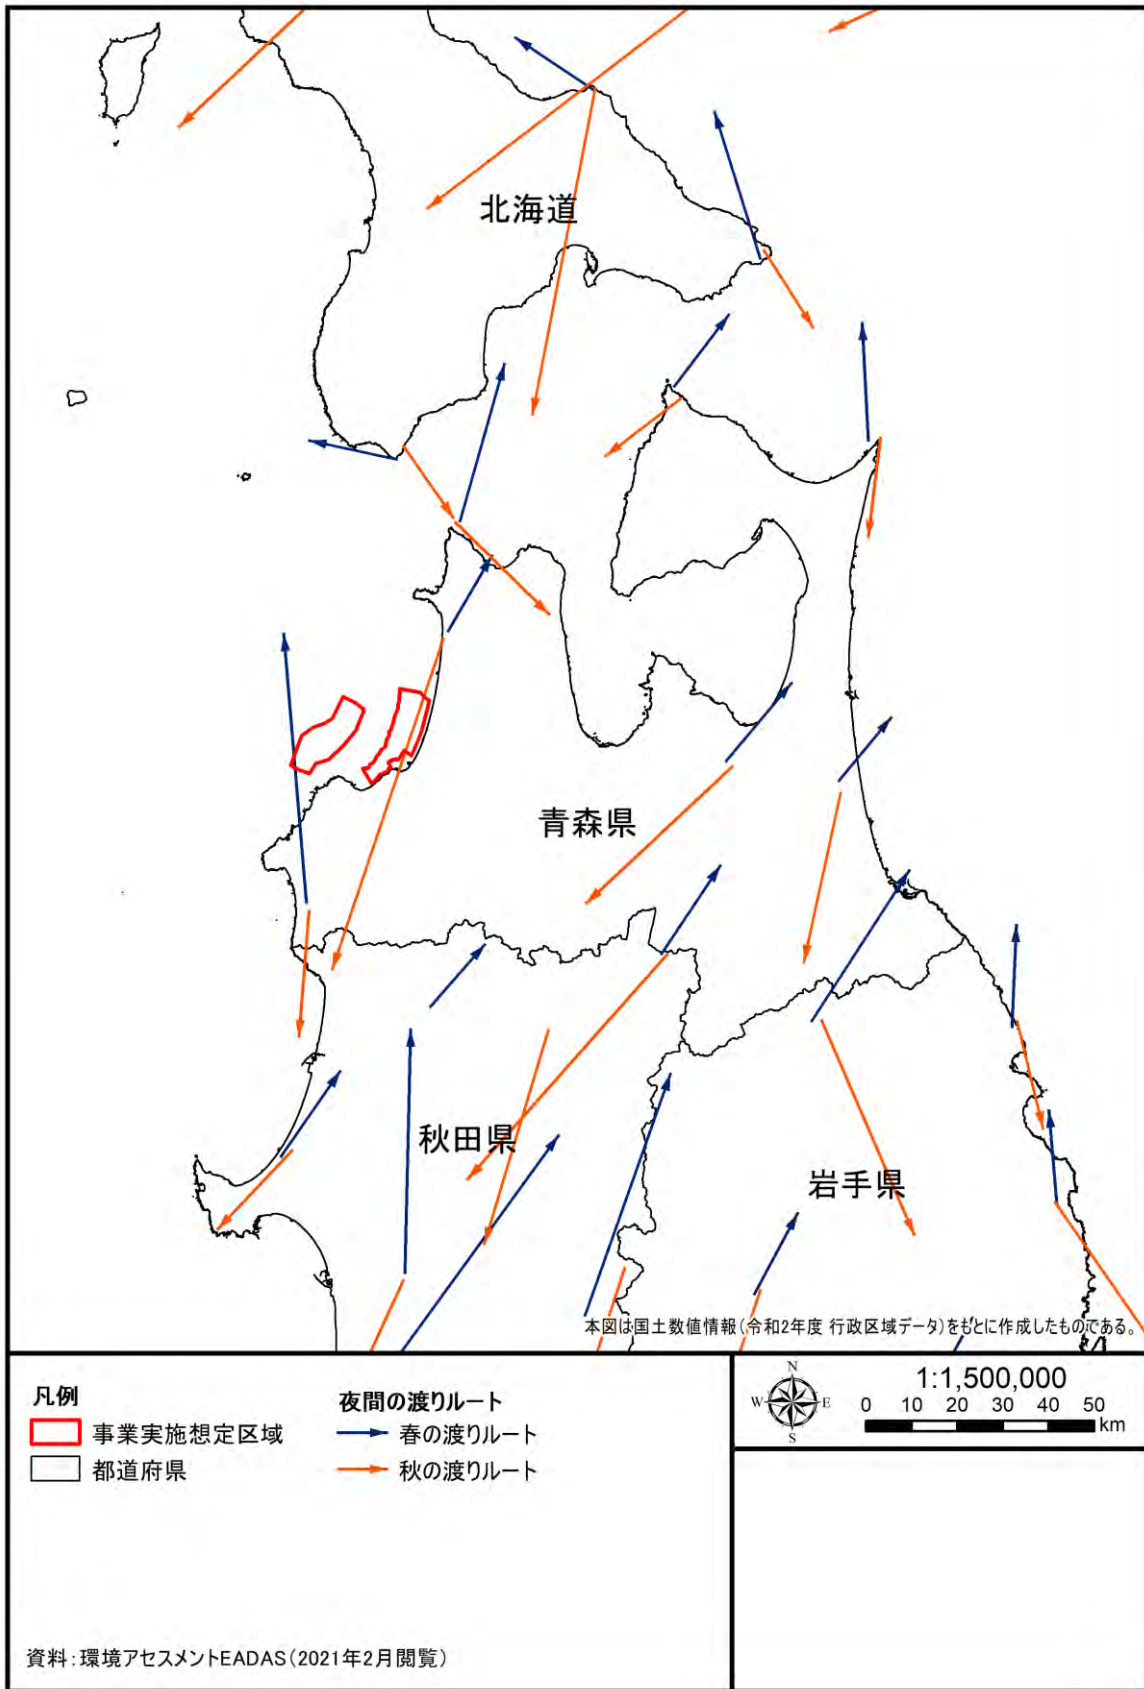 北海道
青森県
秋田県
岩手県
本図は国土数値情報(令和2年度 行政区域データ)をもとに作成したものである。
凡例
事業実施想定区域
都道府県
夜間の渡りルート
春の渡りルート
秋の渡りルート
N
W E
S
1:1,500,000
0 10 20 30 40 50
km
資料:環境アセスメントEADAS(2021年2月閲覧)